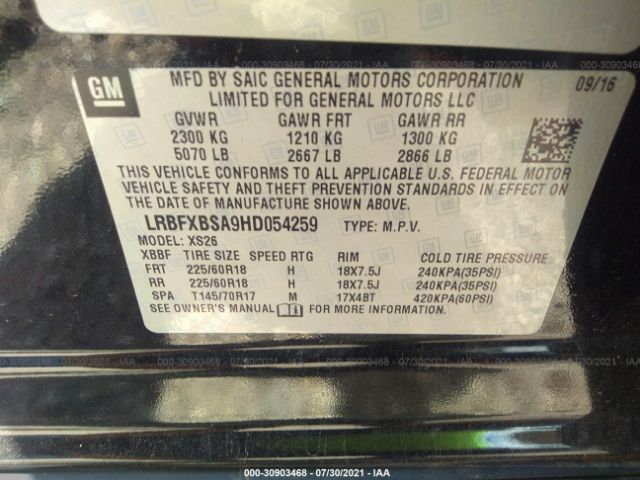 GM
MFD BY SAIC GENERAL MOTORS CORPORATION 09/16
LIMITED FOR GENERAL MOTORS LLC
GVWR GAWR FRT GAWR RR
2300 KG 1210 KG 1300 KG
5070 LB 2667 LB 2866 LB
THIS VEHICLE CONFORMS TO ALL APPLICABLE U.S. FEDERAL MOTOR
VEHICLE SAFETY AND THEFT PREVENTION STANDARDS IN EFFECT ON
THE DATE OF MANUFACTURE SHOWN ABOVE.
LRBFXBSA9HD054259 TYPE: M.P.V.
MODEL: XS26
XBBF TIRE SIZE SPEED RTG RIM COLD TIRE PRESSURE
FRT 225/60R18 H 18X7.5J 240KPA(35PSI)
RR 225/60R18 H 18X7.5J 240KPA(35PSI)
SPA T145/70R17 M 17X4BT 420KPA(60PSI)
SEE OWNER'S MANUAL FOR MORE INFORMATION.
000-30903468 - 07/30/2021 - IAA